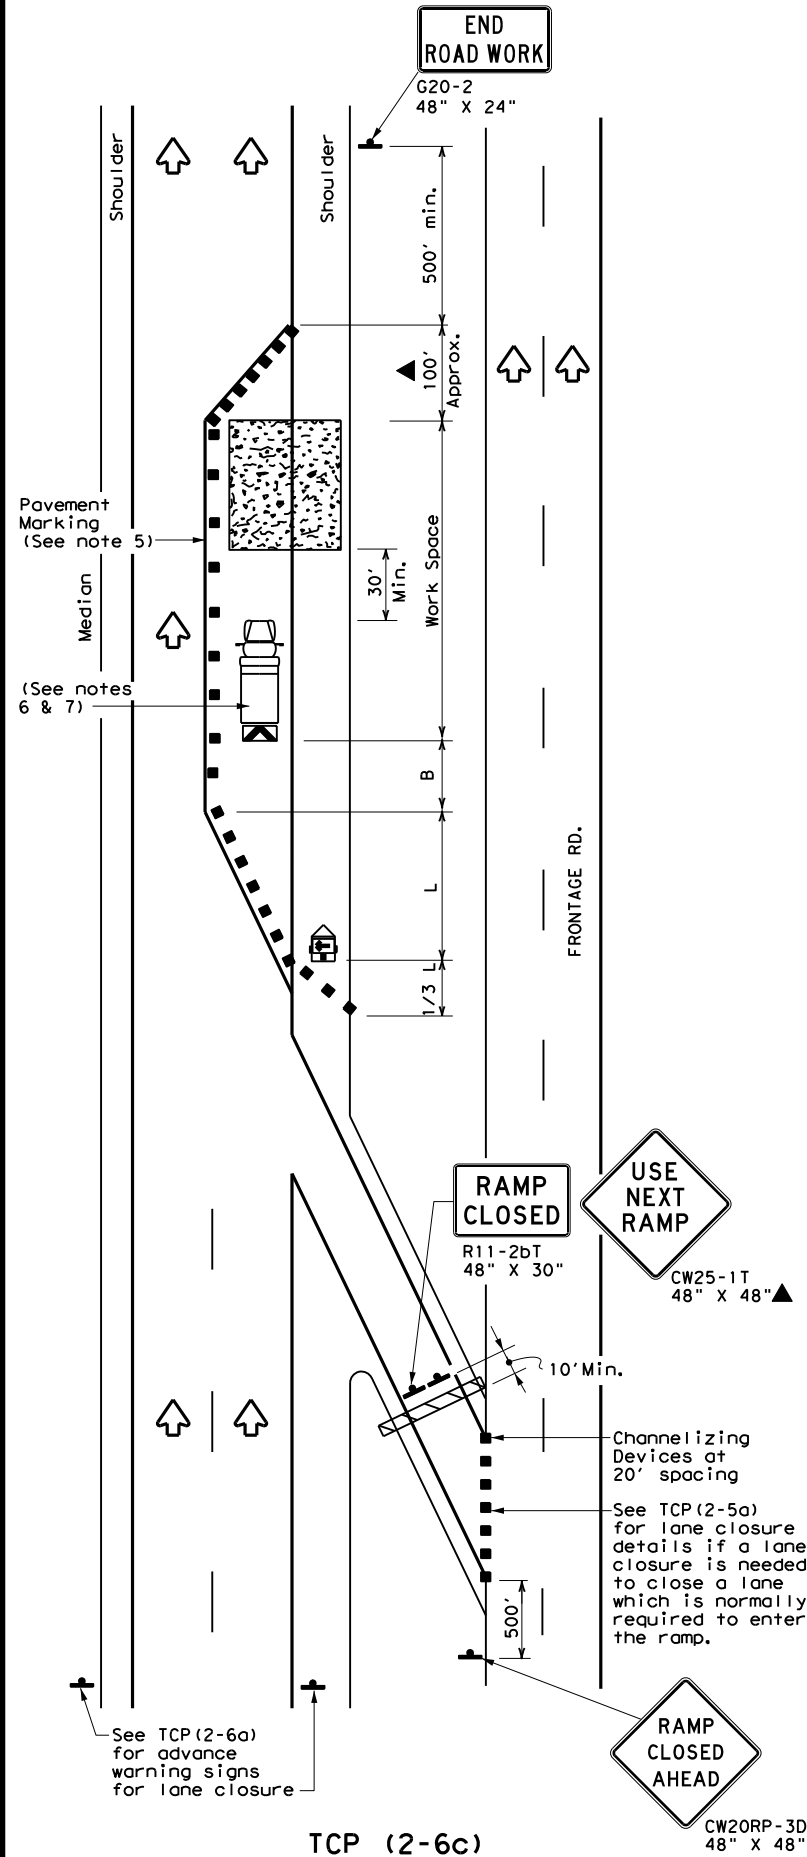 END
ROAD WORK
G20-2
48" X 24"
Shoulder
Shoulder
500' min.
100'
Approx.
Pavement
Marking
(See note 5)
Work Space
30'
Min.
Median
(See notes
6 & 7)
B
L
FRONTAGE RD.
1/3 L
RAMP
CLOSED
R11-2bT
48" X 30"
USE
NEXT
RAMP
CW25-1T
48" X 48"
10'Min.
Channelizing
Devices at
20' spacing
See TCP(2-5a)
for lane closure
details if a lane
closure is needed
to close a lane
which is normally
required to enter
the ramp.
500'
See TCP(2-6a)
for advance
warning signs
for lane closure
RAMP
CLOSED
AHEAD
CW20RP-3D
48" X 48"
TCP (2-6c)